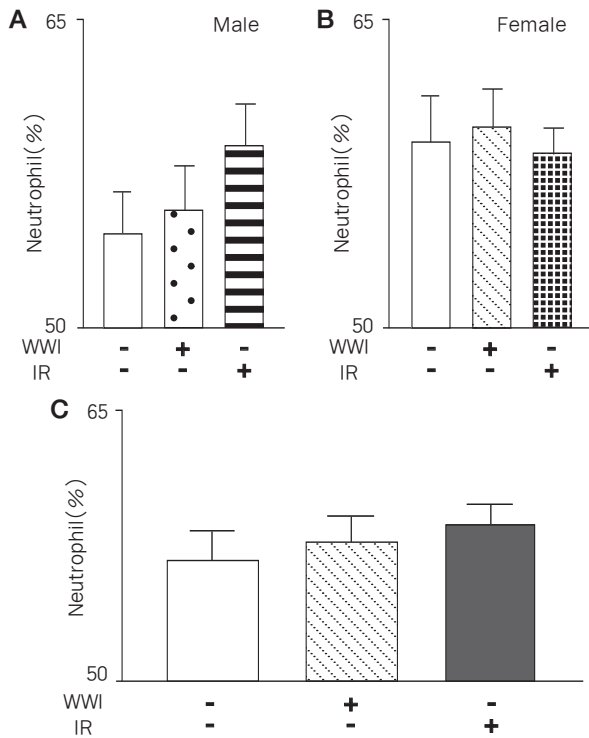 A
65
Male
Neutrophil(%)
50
WWI - + -
IR - - +
B
65
Female
Neutrophil(%)
50
WWI - + -
IR - - +
C
65
Neutrophil(%)
50
WWI - + -
IR - - +